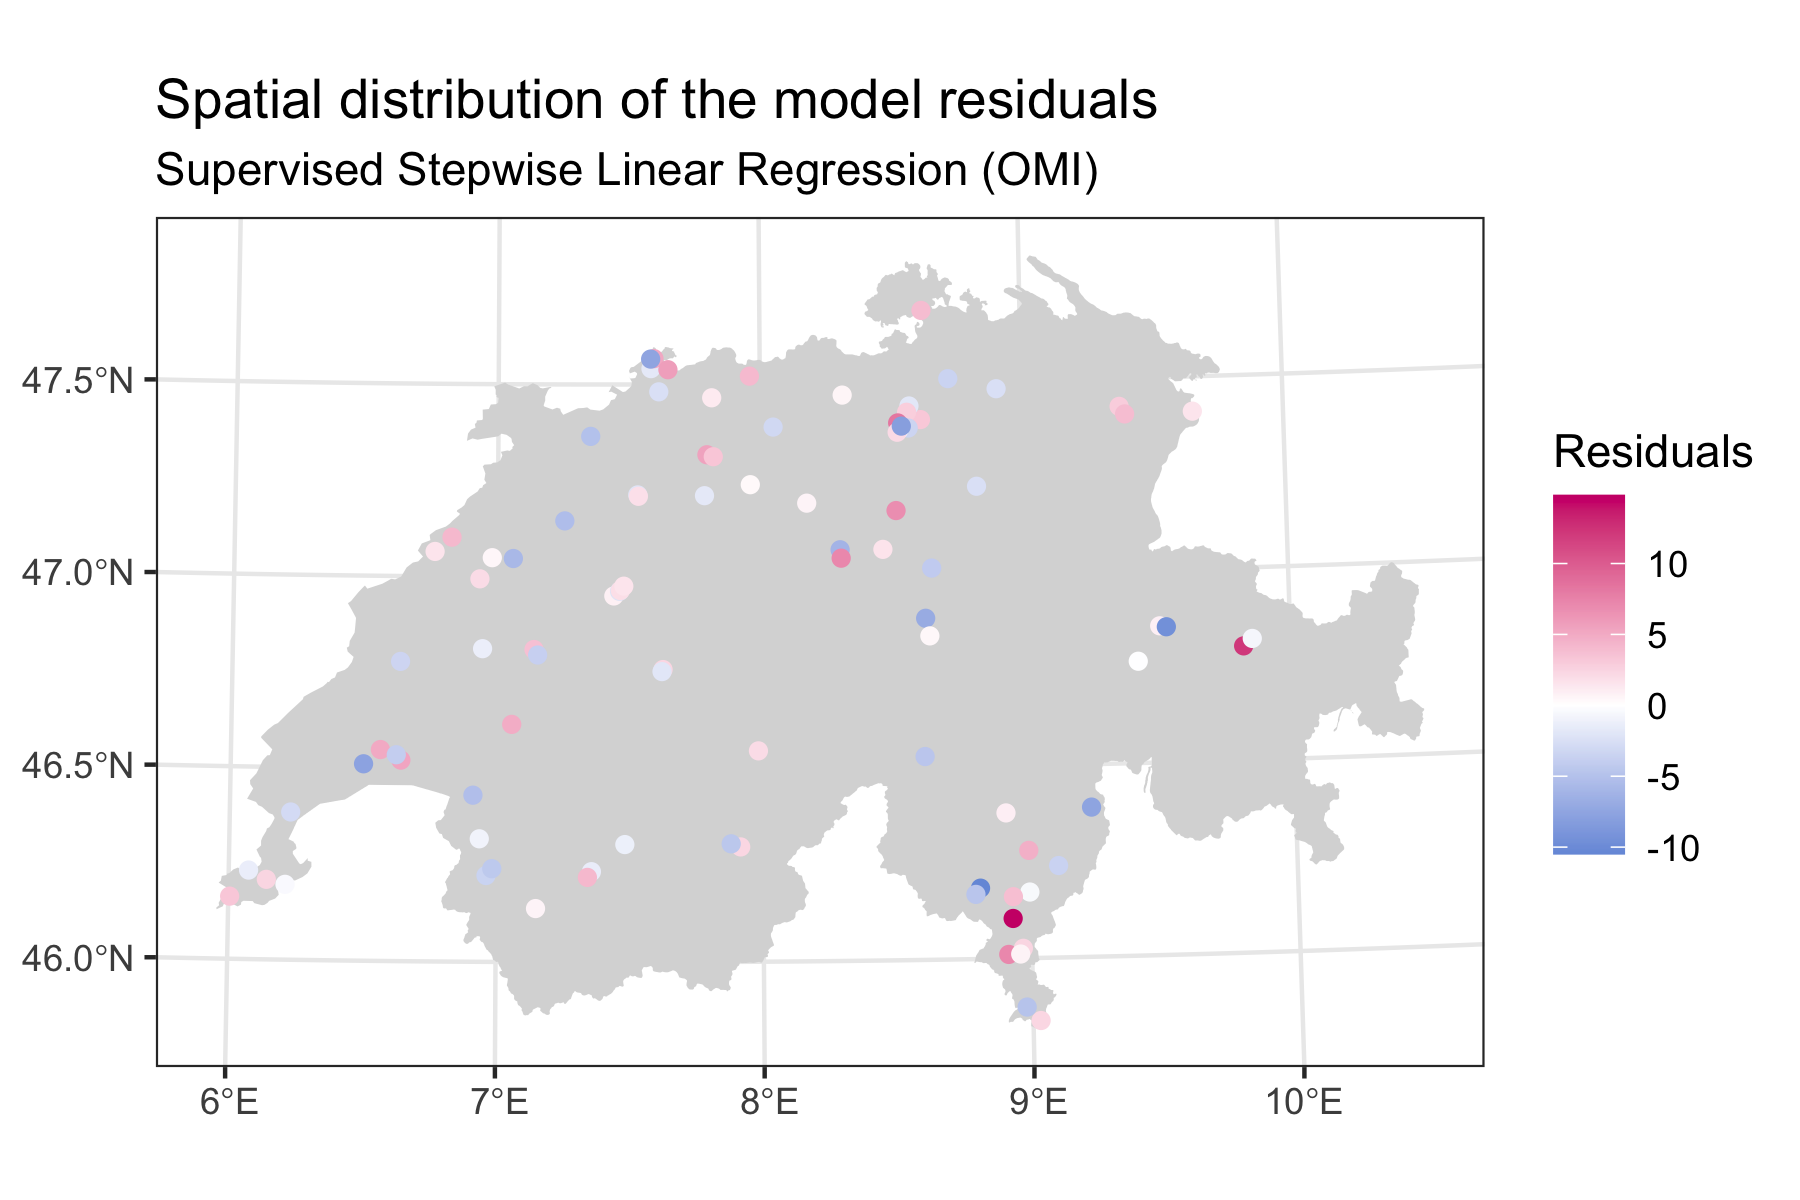 Spatial distribution of the model residuals
Supervised Stepwise Linear Regression (OMI)
47.5°N
47.0°N
46.5°N
46.0°N
6°E
7°E
8°E
9°E
10°E
Residuals
10
5
0
-5
-10